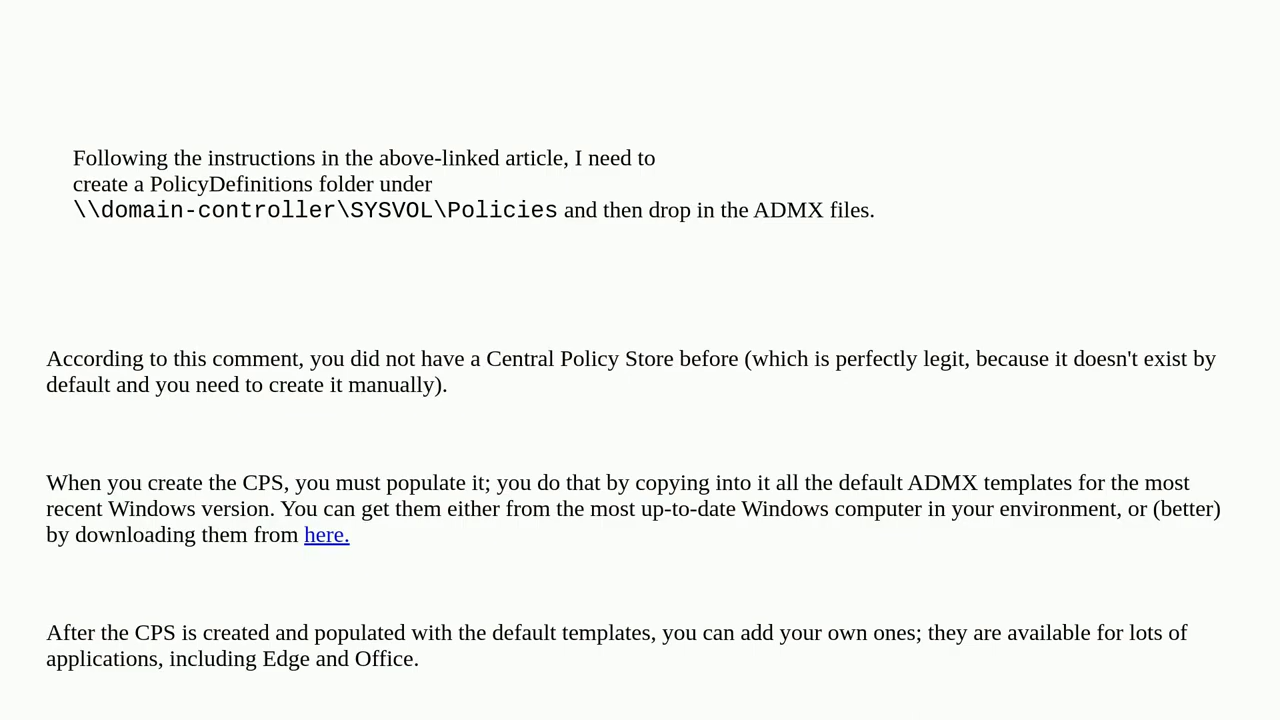 Following the instructions in the above-linked article, I need to
create a PolicyDefinitions folder under
\\domain-controller\SYSVOL\Policies and then drop in the ADMX files.
According to this comment, you did not have a Central Policy Store before (which is perfectly legit, because it doesn't exist by
default and you need to create it manually).
When you create the CPS, you must populate it; you do that by copying into it all the default ADMX templates for the most
recent Windows version. You can get them either from the most up-to-date Windows computer in your environment, or (better)
by downloading them from here.
After the CPS is created and populated with the default templates, you can add your own ones; they are available for lots of
applications, including Edge and Office.